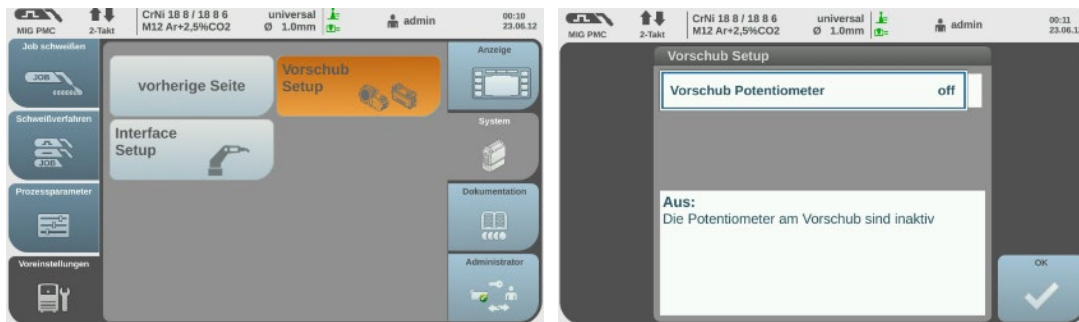 MIG PMC
2-Takt
CrNi 18 8 / 18 8 6
M12 Ar+2,5%CO2
universal
Ø 1.0mm
admin
00:10
23.06.12
Job schweißen
JOB
vorherige Seite
Vorschub
Setup
Anzeige
Schweißverfahren
JOB
Interface
Setup
System
Prozessparameter
Dokumentation
Voreinstellungen
Administrator
MIG PMC
2-Takt
CrNi 18 8 / 18 8 6
M12 Ar+2,5%CO2
universal
Ø 1.0mm
admin
00:11
Vorschub Setup
Vorschub Potentiometer off
Aus:
Die Potentiometer am Vorschub sind inaktiv
OK